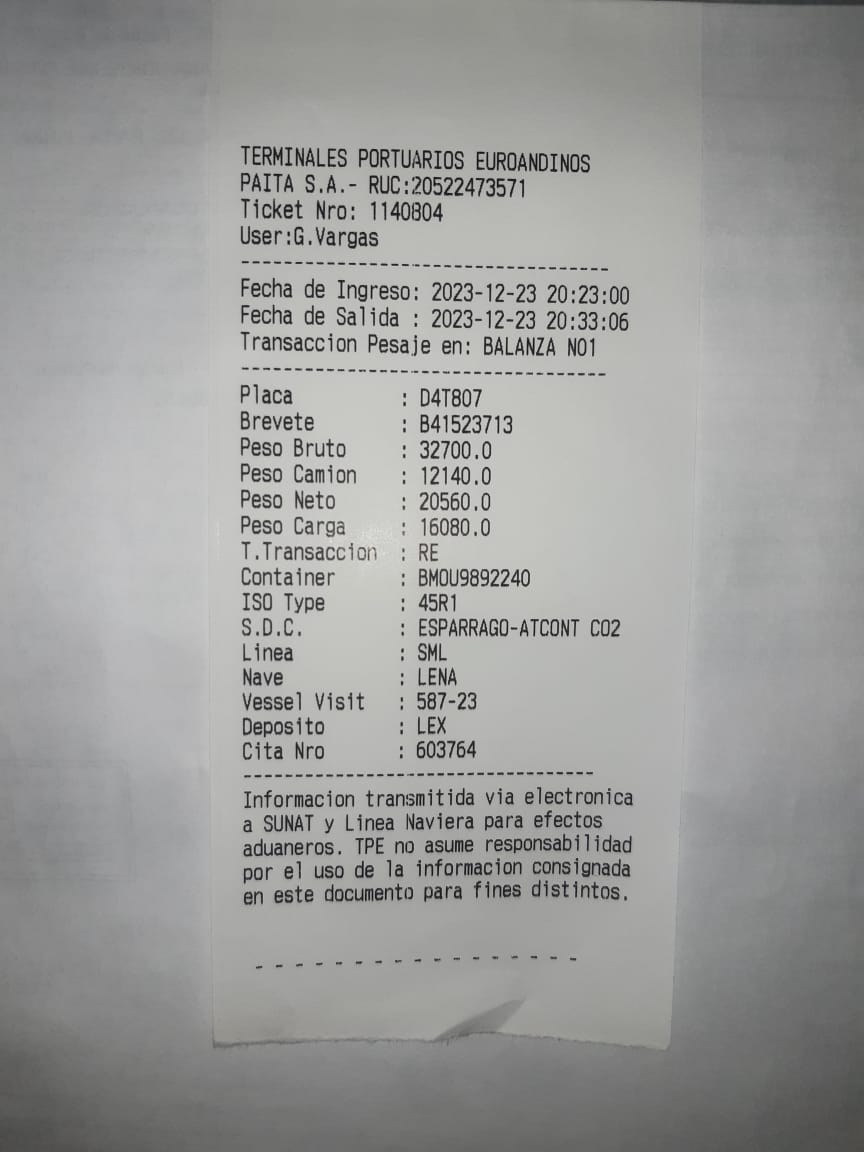 TERMINALES PORTUARIOS EUROANDINOS
PAITA S.A.- RUC:20522473571
Ticket Nro: 1140804
User:G.Vargas
----------------------------------
Fecha de Ingreso: 2023-12-23 20:23:00
Fecha de Salida : 2023-12-23 20:33:06
Transaccion Pesaje en: BALANZA NO1
----------------------------------
Placa : D4T807
Brevete : B41523713
Peso Bruto : 32700.0
Peso Camion : 12140.0
Peso Neto : 20560.0
Peso Carga : 16080.0
T.Transaccion : RE
Container : BMOU9892240
ISO Type : 45R1
S.D.C. : ESPARRAGO-ATCONT CO2
Linea : SML
Nave : LENA
Vessel Visit : 587-23
Deposito : LEX
Cita Nro : 603764
----------------------------------
Informacion transmitida via electronica
a SUNAT y Linea Naviera para efectos
aduaneros. TPE no asume responsabilidad
por el uso de la informacion consignada
en este documento para fines distintos.
- - - - - - - - - - - - - - - - -